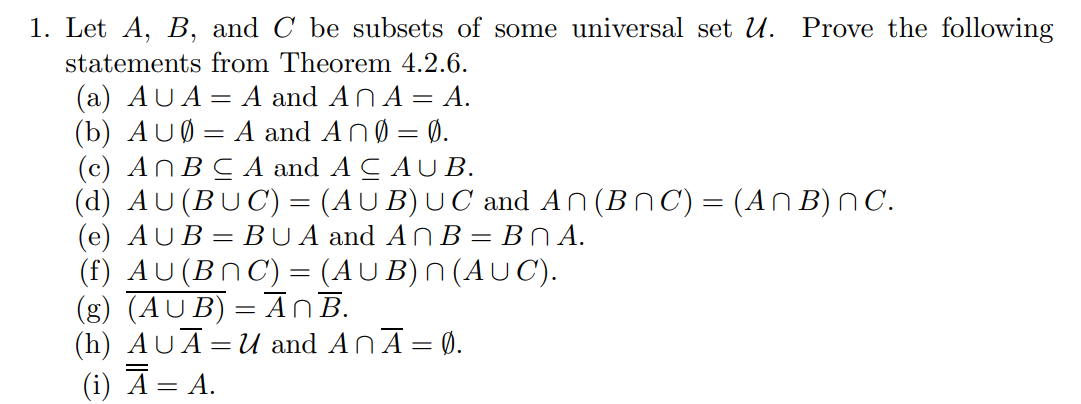 1. Let A, B, and C be subsets of some universal set 𝒰. Prove the following
statements from Theorem 4.2.6.
(a) A ∪ A = A and A ∩ A = A.
(b) A ∪ ∅ = A and A ∩ ∅ = ∅.
(c) A ∩ B ⊆ A and A ⊆ A ∪ B.
(d) A ∪ (B ∪ C) = (A ∪ B) ∪ C and A ∩ (B ∩ C) = (A ∩ B) ∩ C.
(e) A ∪ B = B ∪ A and A ∩ B = B ∩ A.
(f) A ∪ (B ∩ C) = (A ∪ B) ∩ (A ∪ C).
(g) $\overline{(A ∪ B)}$ = $\overline{A}$ ∩ $\overline{B}$.
(h) A ∪ $\overline{A}$ = 𝒰 and A ∩ $\overline{A}$ = ∅.
(i) $\overline{\overline{A}}$ = A.